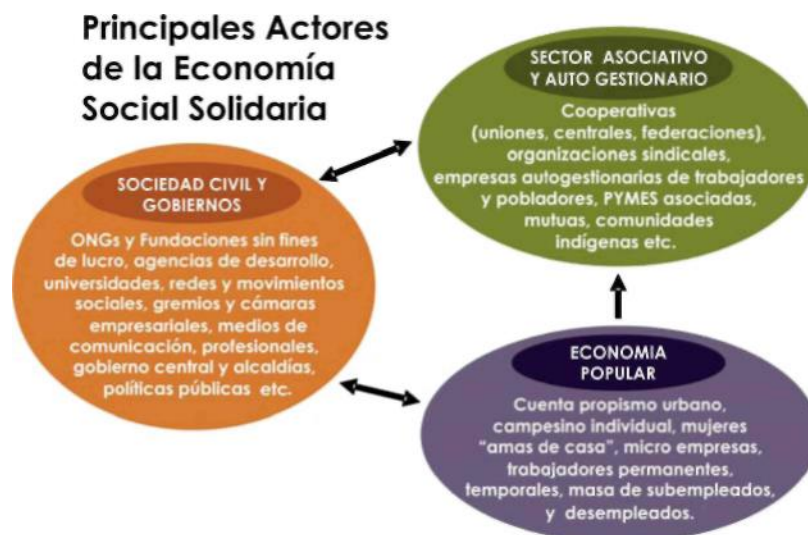 Principales Actores
de la Economía
Social Solidaria
SECTOR ASOCIATIVO
Y AUTO GESTIONARIO
Cooperativas
(uniones, centrales, federaciones),
organizaciones sindicales,
empresas autogestionarias de trabajadores
y pobladores, PYMES asociadas,
mutuas, comunidades
indígenas etc.
SOCIEDAD CIVIL Y
GOBIERNOS
ONGs y Fundaciones sin fines
de lucro, agencias de desarrollo,
universidades, redes y movimientos
sociales, gremios y cámaras
empresariales, medios de
comunicación, profesionales,
gobierno central y alcaldías,
políticas públicas etc.
ECONOMIA
POPULAR
Cuenta propismo urbano,
campesino individual, mujeres
“amas de casa”, micro empresas,
trabajadores permanentes,
temporales, masa de subempleados,
y desempleados.